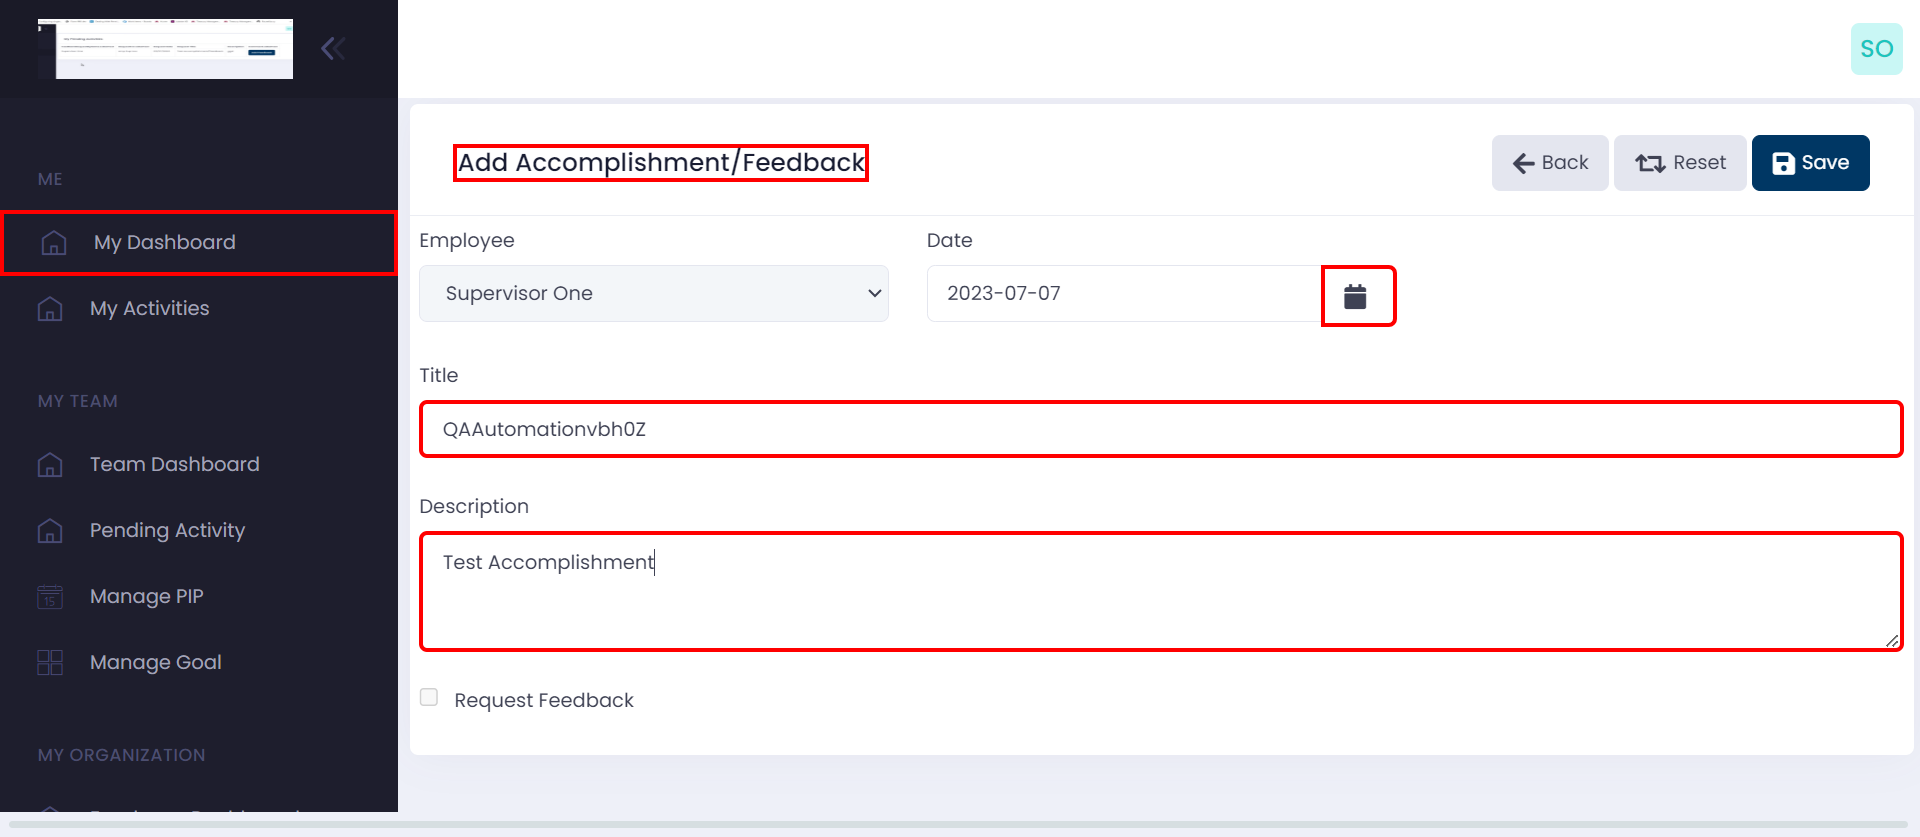 SO
ME
My Dashboard
My Activities
MY TEAM
Team Dashboard
Pending Activity
15
Manage PIP
Manage Goal
MY ORGANIZATION
Add Accomplishment/Feedback
Back
Reset
Save
Employee
Date
Supervisor One
2023-07-07
Title
QAAutomationvbh0Z
Description
Test Accomplishment
Request Feedback